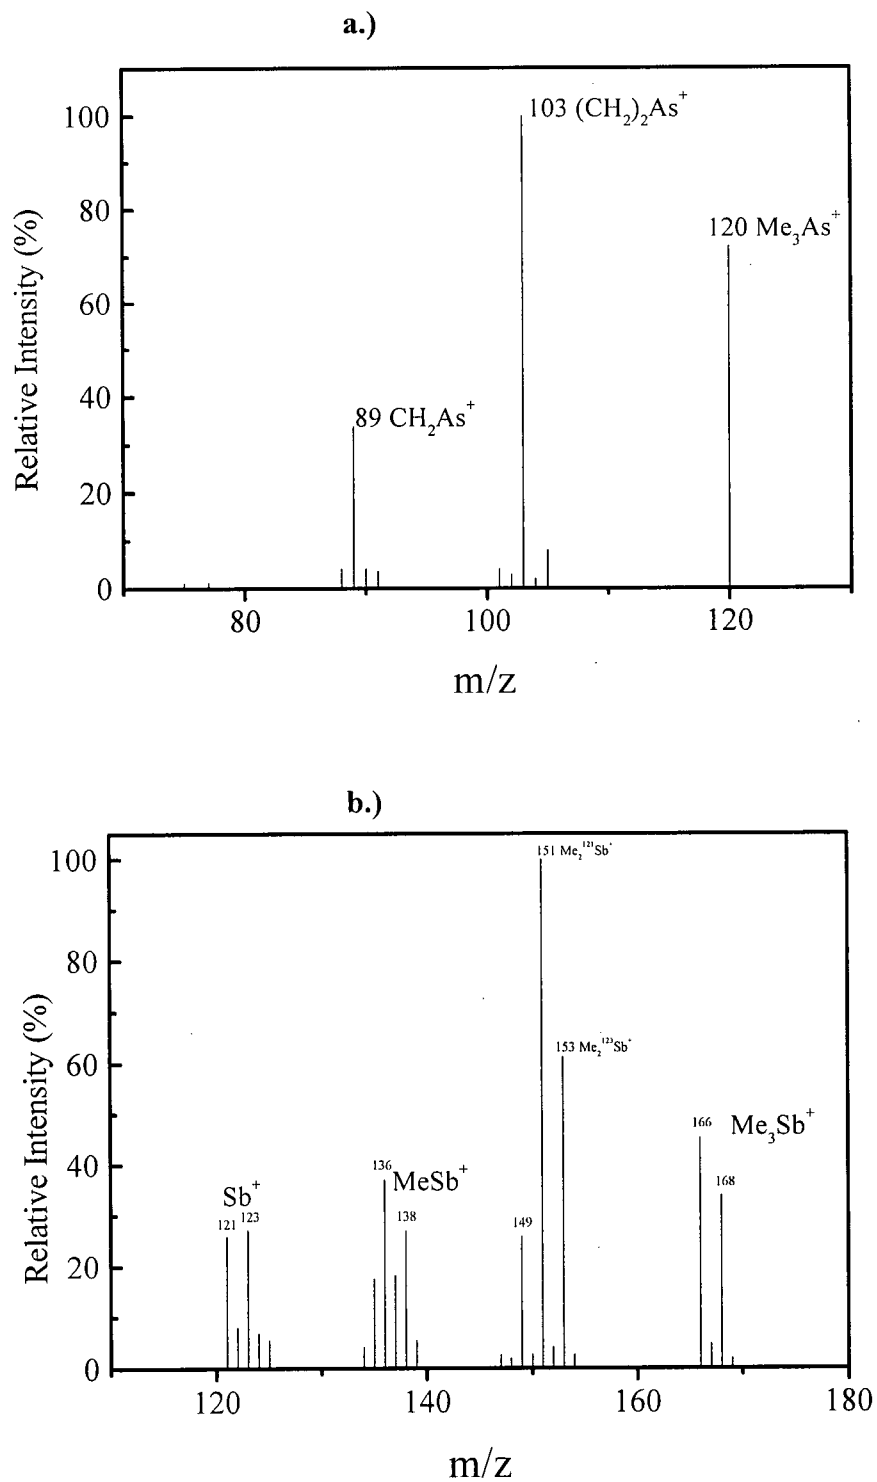 a.)
103 (CH₂)₂As⁺
120 Me₃As⁺
89 CH₂As⁺
Relative Intensity (%)
100
80
60
40
20
0
80
100
120
m/z
b.)
151 Me₂¹²¹Sb⁺
153 Me₂¹²³Sb⁺
166
Me₃Sb⁺
168
136
MeSb⁺
138
149
Sb⁺
121
123
Relative Intensity (%)
100
80
60
40
20
0
120
140
160
180
m/z